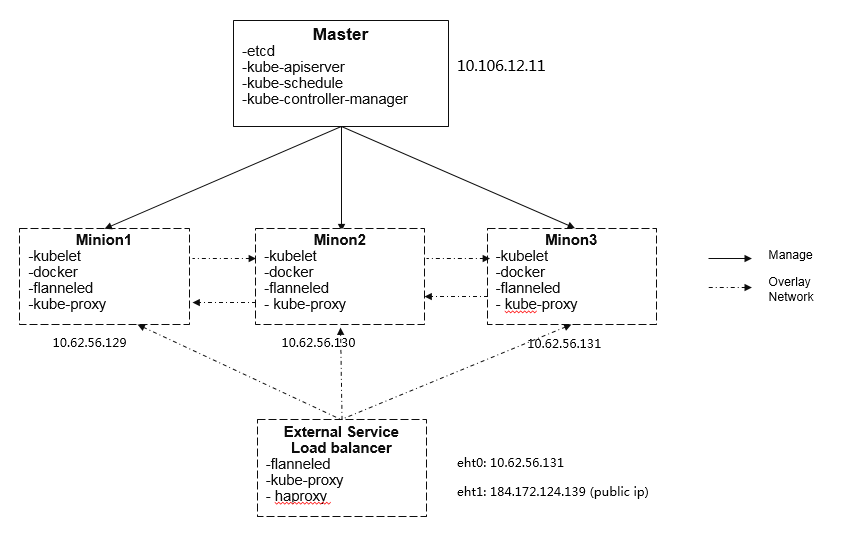 Master
-etcd
-kube-apiserver
-kube-schedule
-kube-controller-manager
10.106.12.11
Minion1
-kubelet
-docker
-flanneled
-kube-proxy
10.62.56.129
Minon2
-kubelet
-docker
-flanneled
- kube-proxy
10.62.56.130
Minon3
-kubelet
-docker
-flanneled
- kube-proxy
10.62.56.131
Manage
Overlay
Network
External Service
Load balancer
-flanneled
-kube-proxy
- haproxy
eht0: 10.62.56.131
eht1: 184.172.124.139 (public ip)